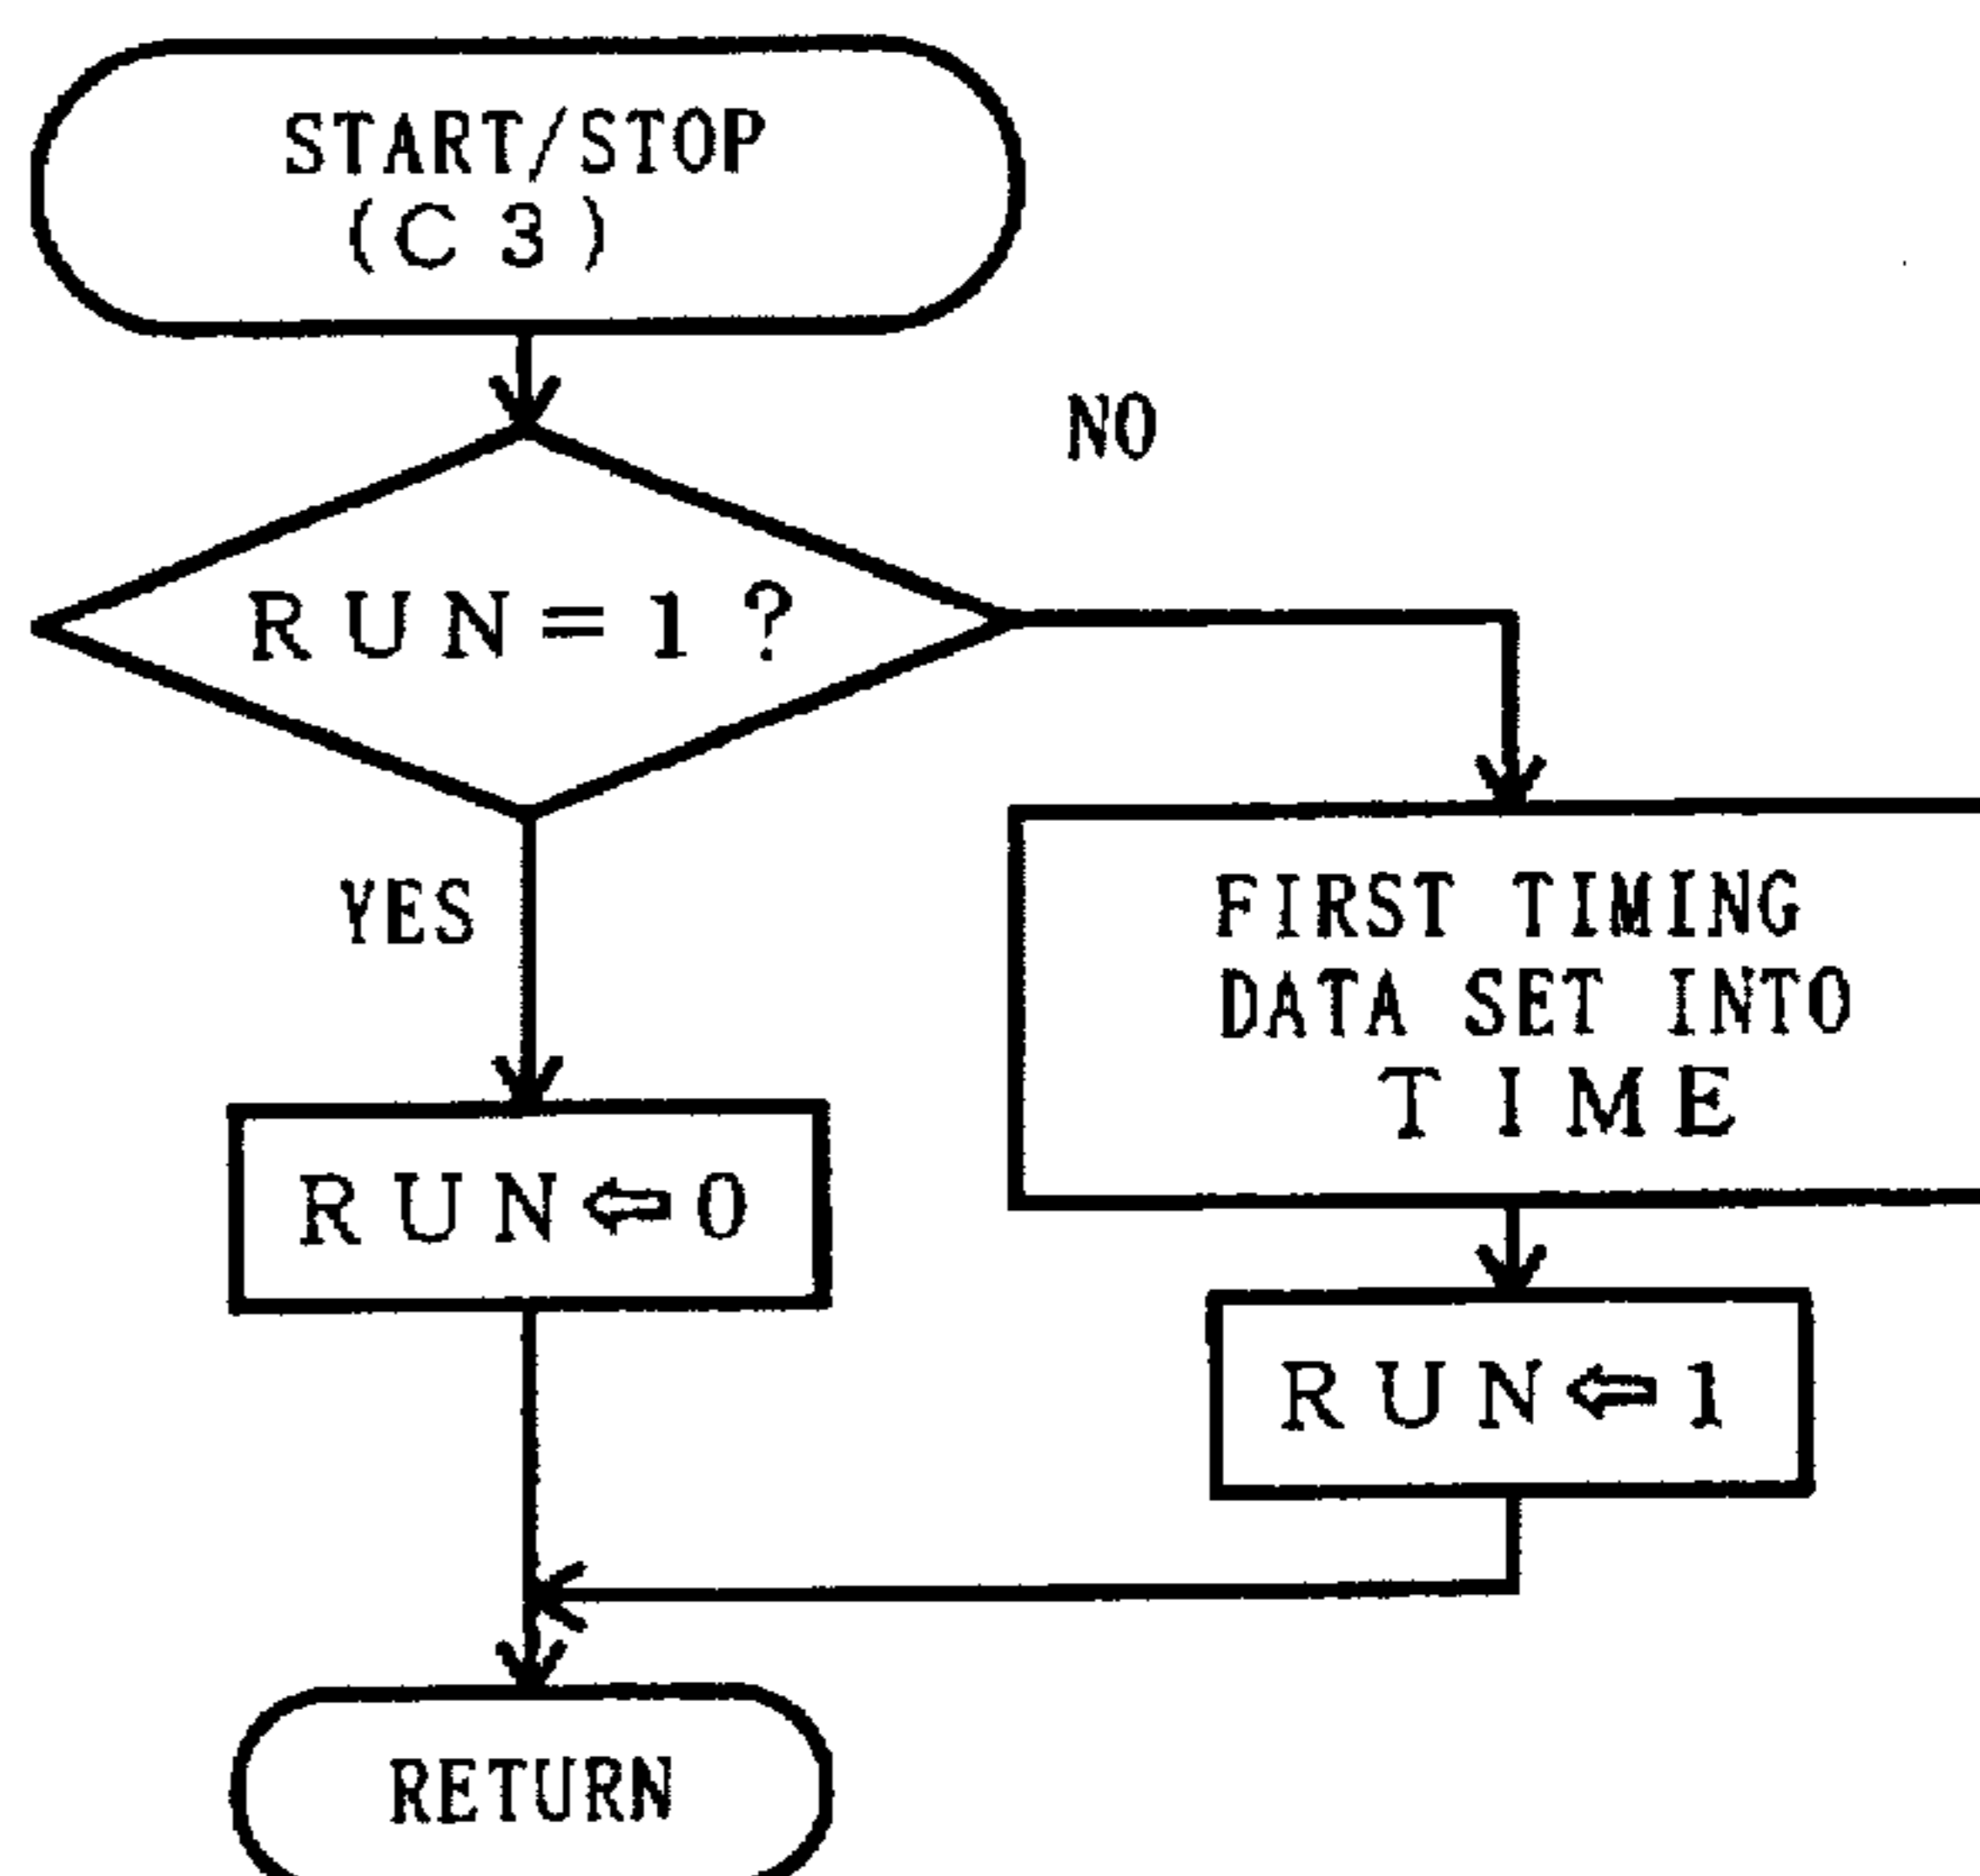 START/STOP
(C3)
NO
RUN=1?
YES
FIRST TIMING
DATA SET INTO
TIME
RUN⇦0
RUN⇦1
RETURN